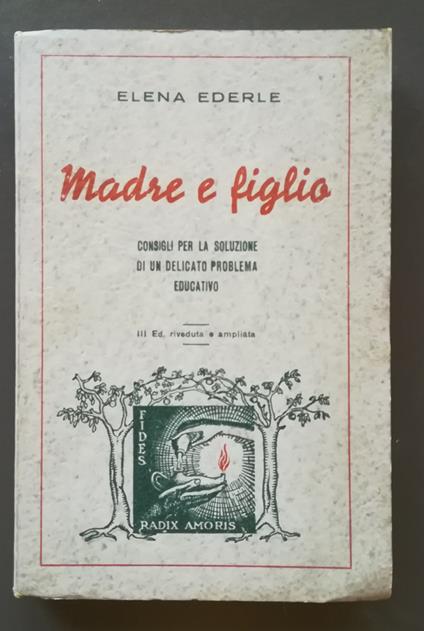 ELENA EDERLE
Madre e figlio
CONSIGLI PER LA SOLUZIONE
DI UN DELICATO PROBLEMA
EDUCATIVO
III Ed. riveduta e ampliata
FIDES
RADIX AMORIS